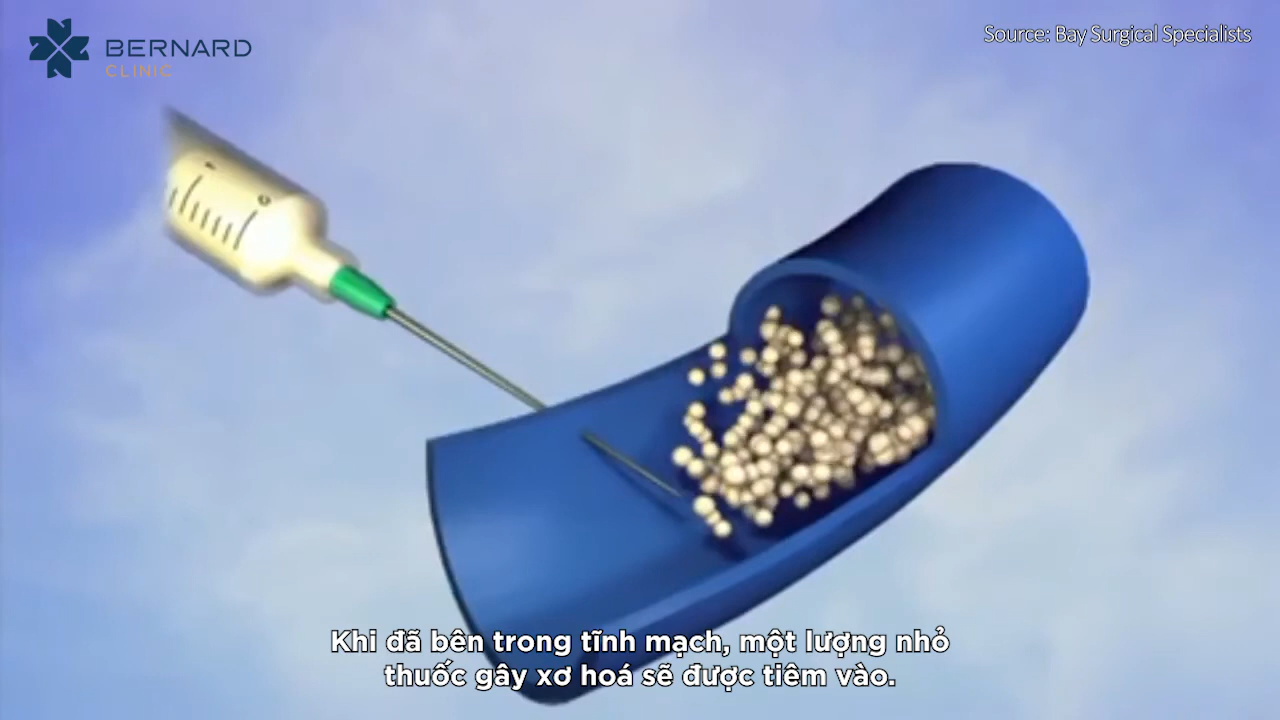 BERNARD
CLINIC
Source: Bay Surgical Specialists
Khi đã bên trong tĩnh mạch, một lượng nhỏ
thuốc gây xơ hoá sẽ được tiêm vào.